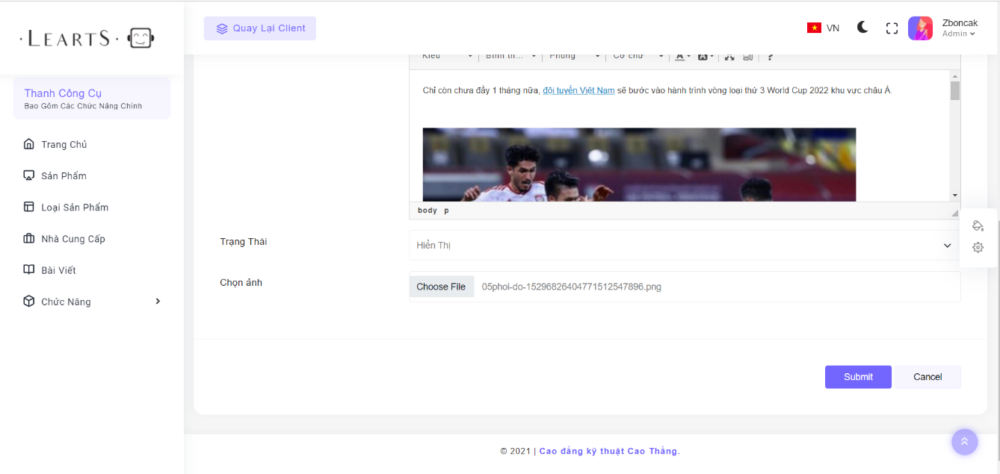 ·LEARTS·
Quay Lại Client
VN
Zboncak
Admin
Thanh Công Cụ
Bao Gồm Các Chức Năng Chính
Trang Chủ
Sản Phẩm
Loại Sản Phẩm
Nhà Cung Cấp
Bài Viết
Chức Năng
Kiểu
Bình th...
Phông
Cỡ chữ
A
A
?
Chỉ còn chưa đầy 1 tháng nữa, đội tuyển Việt Nam sẽ bước vào hành trình vòng loại thứ 3 World Cup 2022 khu vực châu Á.
body p
Trạng Thái
Hiển Thị
Chọn ảnh
Choose File 05phoi-do-15296826404771512547896.png
Submit
Cancel
© 2021 | Cao đẳng kỹ thuật Cao Thắng.